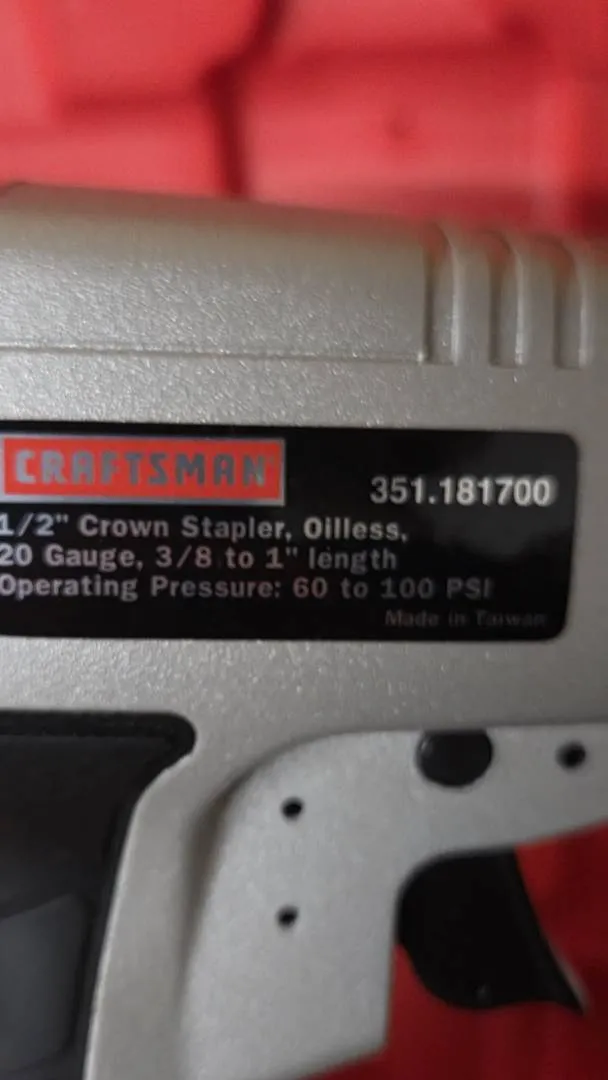 CRAFTSMAN
351.181700
1/2" Crown Stapler, Oilless,
20 Gauge, 3/8 to 1" length
Operating Pressure: 60 to 100 PSI
Made in Taiwan